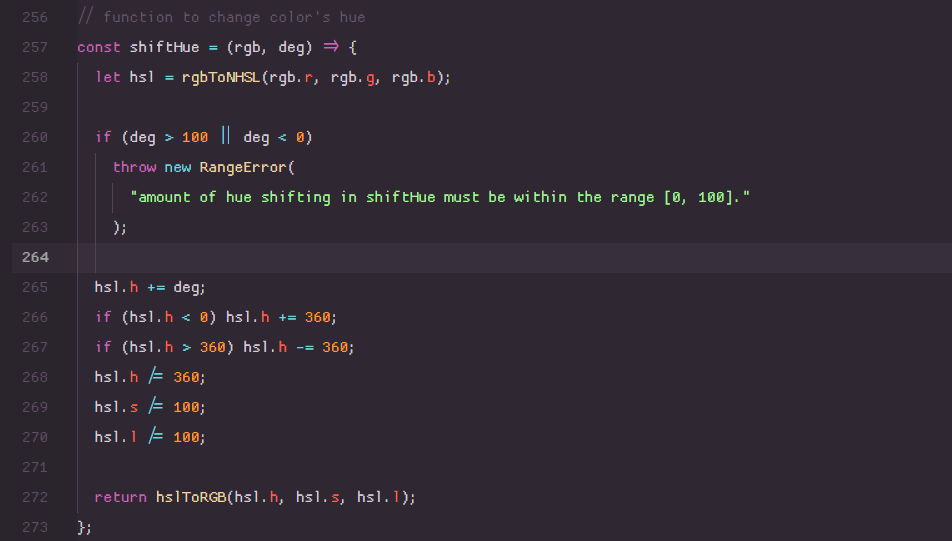 256 // function to change color's hue
257 const shiftHue = (rgb, deg) => {
258 let hsl = rgbToNHSL(rgb.r, rgb.g, rgb.b);
259
260 if (deg > 100 || deg < 0)
261 throw new RangeError(
262 "amount of hue shifting in shiftHue must be within the range [0, 100]."
263 );
264
265 hsl.h += deg;
266 if (hsl.h < 0) hsl.h += 360;
267 if (hsl.h > 360) hsl.h -= 360;
268 hsl.h /= 360;
269 hsl.s /= 100;
270 hsl.l /= 100;
271
272 return hslToRGB(hsl.h, hsl.s, hsl.l);
273 };